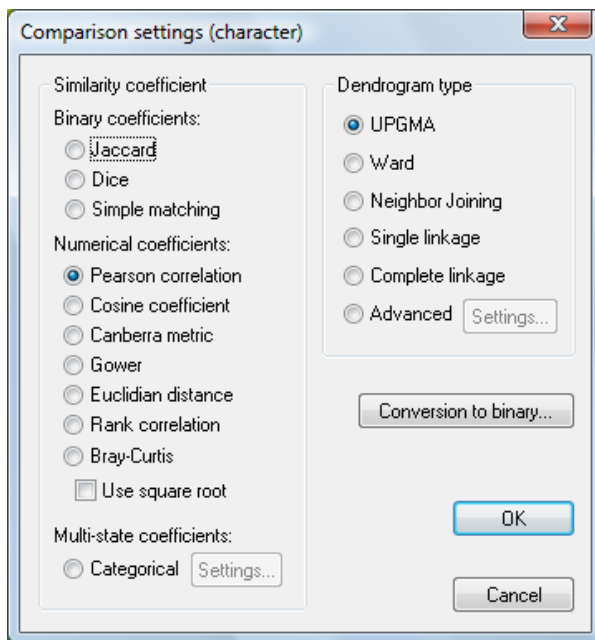 Comparison settings (character)
Similarity coefficient
Binary coefficients:
Jaccard
Dice
Simple matching
Numerical coefficients:
Pearson correlation
Cosine coefficient
Canberra metric
Gower
Euclidian distance
Rank correlation
Bray-Curtis
Use square root
Multi-state coefficients:
Categorical
Settings...
Dendrogram type
UPGMA
Ward
Neighbor Joining
Single linkage
Complete linkage
Advanced
Settings...
Conversion to binary...
OK
Cancel